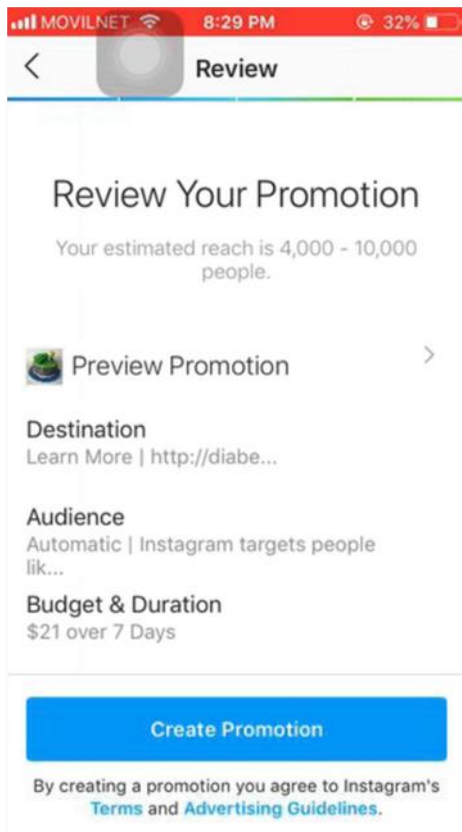 MOVILNET 8:29 PM 32%
Review
Review Your Promotion
Your estimated reach is 4,000 - 10,000
people.
Preview Promotion
Destination
Learn More | http://diabe...
Audience
Automatic | Instagram targets people
lik...
Budget & Duration
$21 over 7 Days
Create Promotion
By creating a promotion you agree to Instagram's
Terms and Advertising Guidelines.